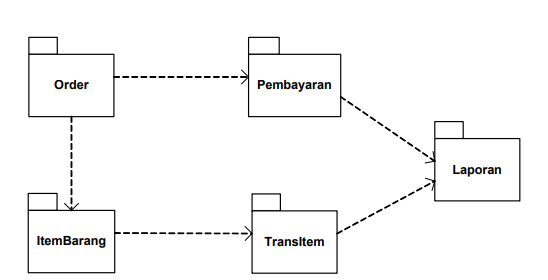 Order
Pembayaran
Laporan
ItemBarang
TransItem